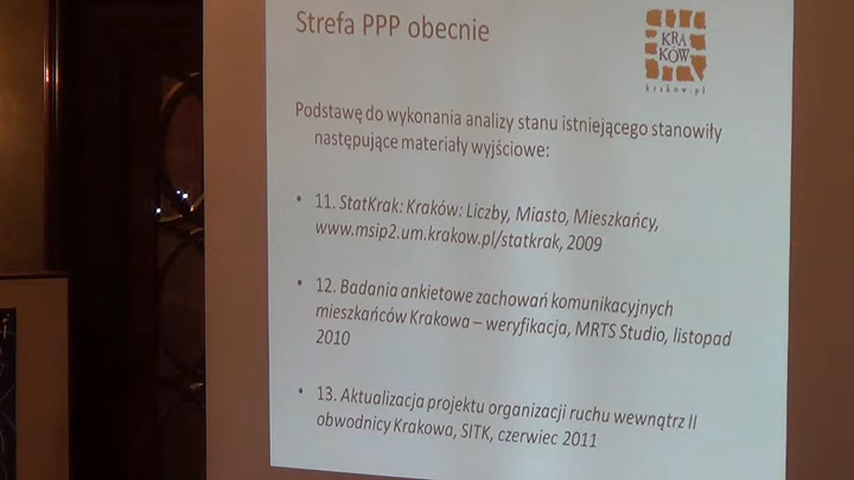 Strefa PPP obecnie
KRA
KÓW
krakow.pl
Podstawę do wykonania analizy stanu istniejącego stanowiły
następujące materiały wyjściowe:
• 11. StatKrak: Kraków: Liczby, Miasto, Mieszkańcy,
www.msip2.um.krakow.pl/statkrak, 2009
• 12. Badania ankietowe zachowań komunikacyjnych
mieszkańców Krakowa – weryfikacja, MRTS Studio, listopad
2010
• 13. Aktualizacja projektu organizacji ruchu wewnątrz II
obwodnicy Krakowa, SITK, czerwiec 2011